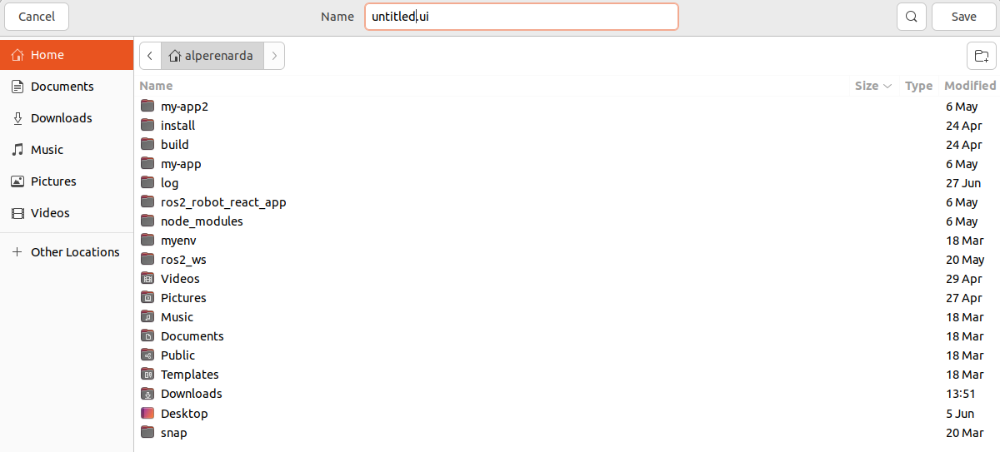 Cancel Name untitled.ui Save
Home
Documents
Downloads
Music
Pictures
Videos
Other Locations
alperenarda
Name Size Type Modified
my-app2 6 May
install 24 Apr
build 24 Apr
my-app 6 May
log 27 Jun
ros2_robot_react_app 6 May
node_modules 6 May
myenv 18 Mar
ros2_ws 20 May
Videos 29 Apr
Pictures 27 Apr
Music 18 Mar
Documents 18 Mar
Public 18 Mar
Templates 18 Mar
Downloads 13:51
Desktop 5 Jun
snap 20 Mar